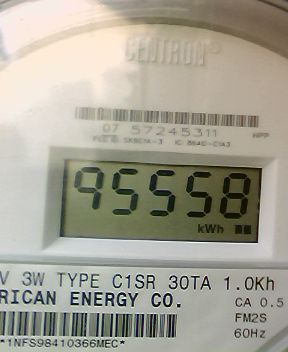 CENTRON®
07 57245311
HPP
95558
kWh
V 3W TYPE C1SR 30TA 1.0Kh
RICAN ENERGY CO.
CA 0.5
FM2S
60Hz
*1NFS98410366MEC*